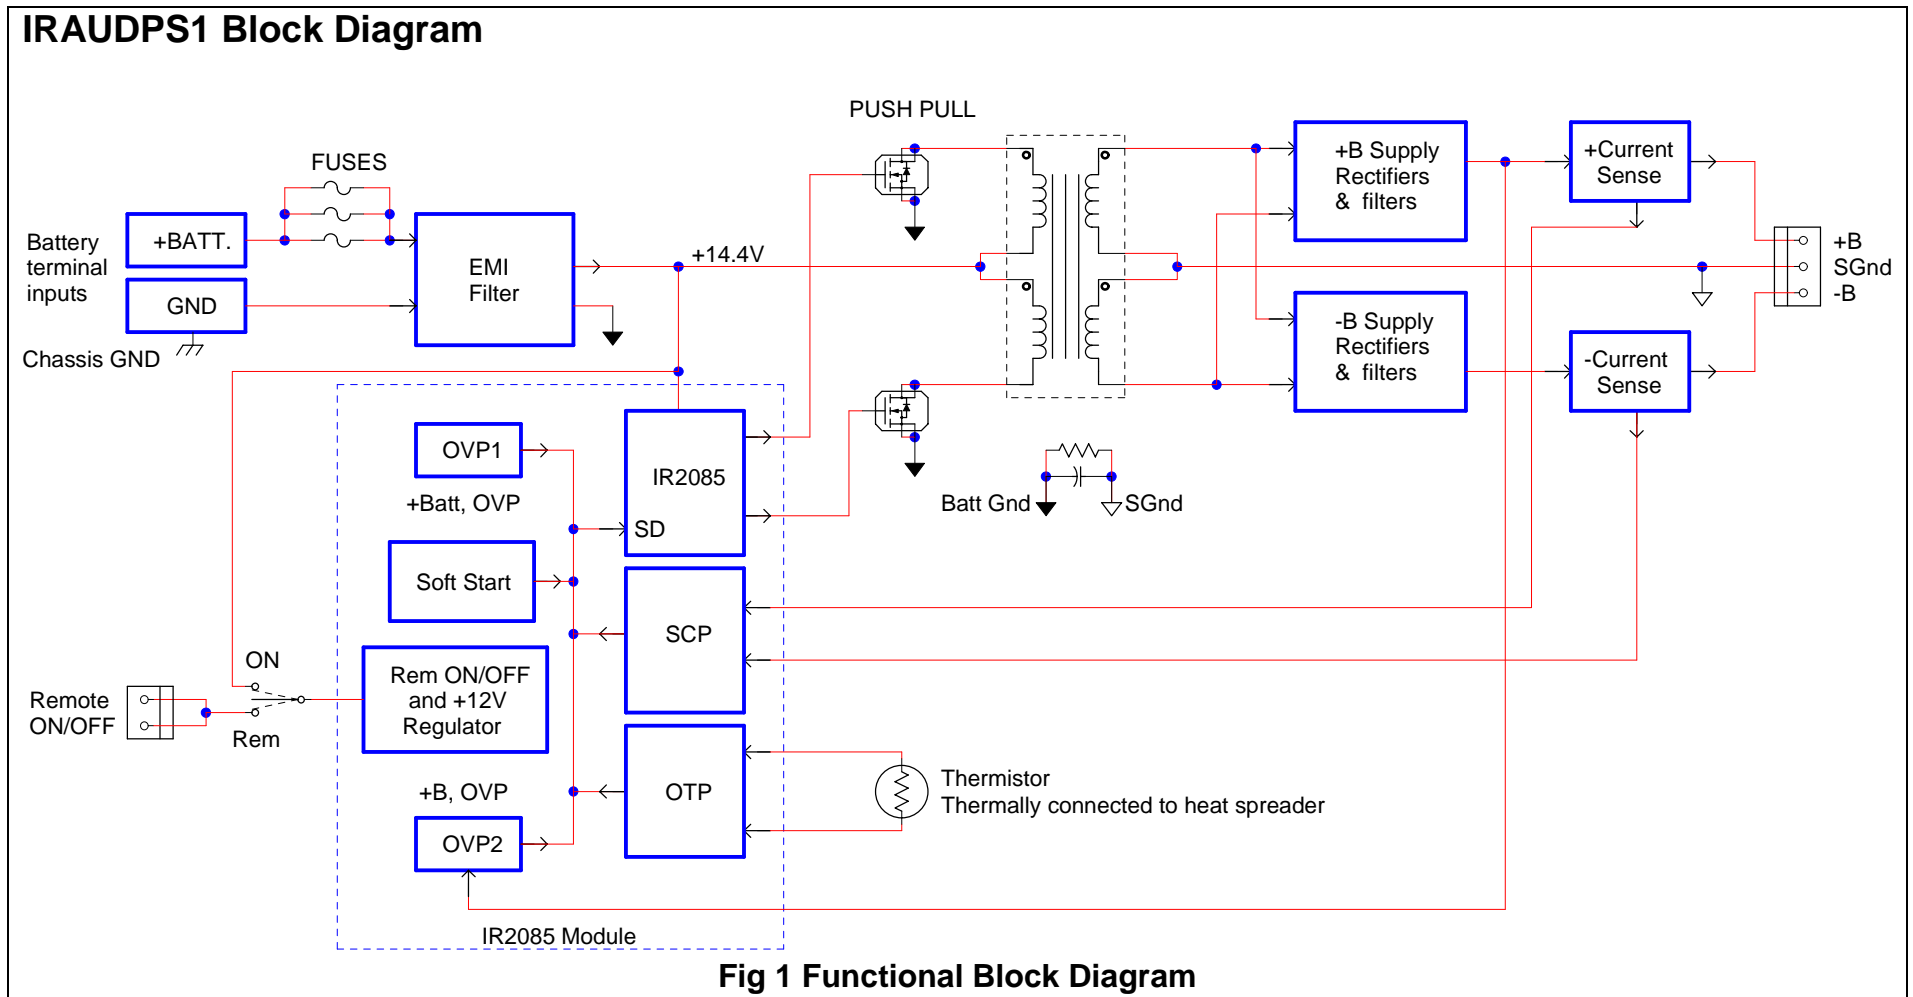 IRAUDPS1 Block Diagram
PUSH PULL
FUSES
+B Supply
Rectifiers
& filters
+Current
Sense
Battery
terminal
inputs
+BATT.
EMI
Filter
+14.4V
+B
SGnd
-B
GND
Chassis GND
-B Supply
Rectifiers
& filters
-Current
Sense
OVP1
+Batt, OVP
IR2085
SD
Batt Gnd
SGnd
Soft Start
SCP
ON
Remote
ON/OFF
Rem
Rem ON/OFF
and +12V
Regulator
+B, OVP
OVP2
OTP
Thermistor
Thermally connected to heat spreader
IR2085 Module
Fig 1 Functional Block Diagram